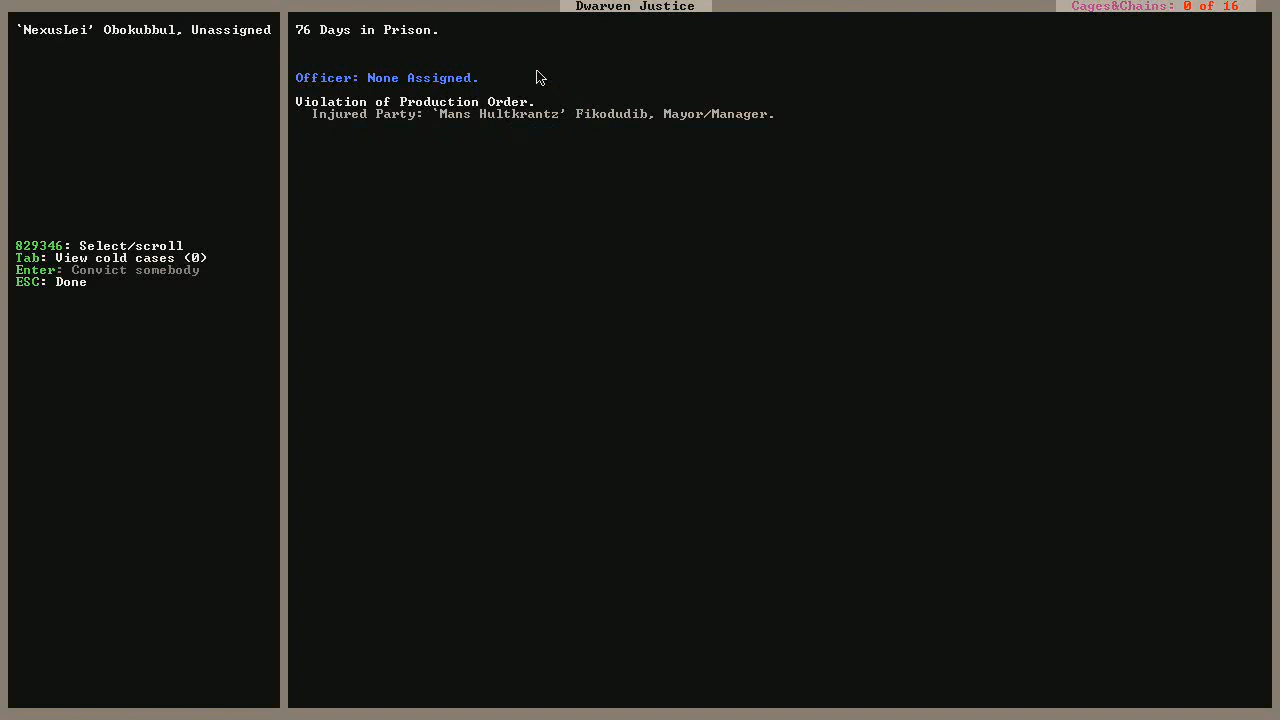 Dwarven Justice
Cages&Chains: 0 of 16
`NexusLei' Obokubbul, Unassigned
76 Days in Prison.
Officer: None Assigned.
Violation of Production Order.
Injured Party: `Mans Hultkrantz' Fikodudib, Mayor/Manager.
829346: Select/scroll
Tab: View cold cases (0)
Enter: Convict somebody
ESC: Done